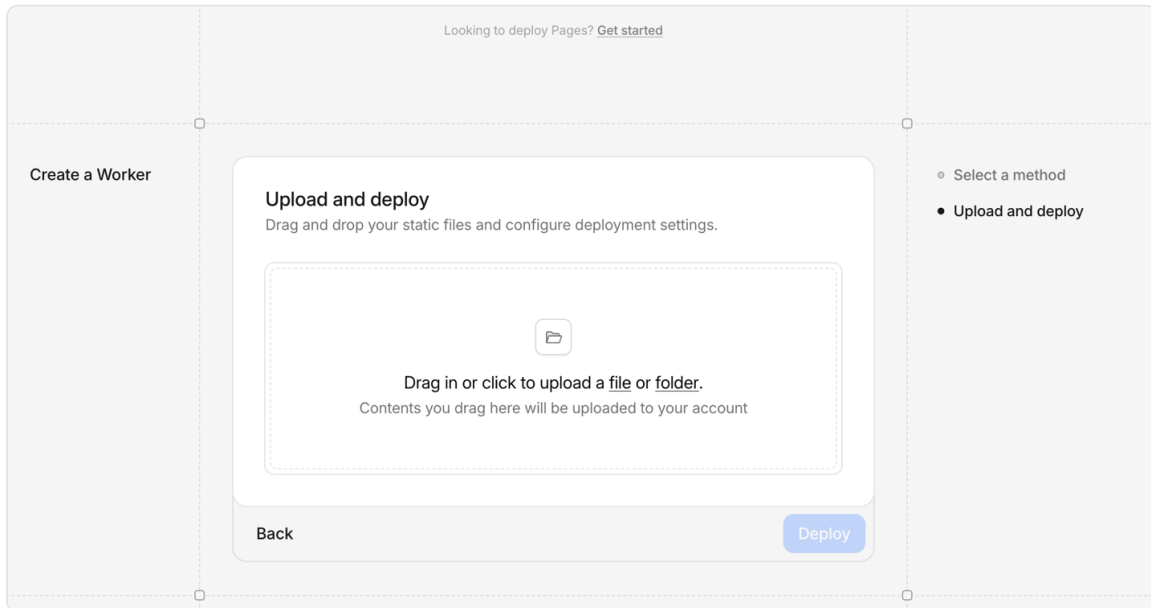 Looking to deploy Pages? Get started
Create a Worker
Upload and deploy
Drag and drop your static files and configure deployment settings.
Drag in or click to upload a file or folder.
Contents you drag here will be uploaded to your account
Back
Deploy
Select a method
Upload and deploy